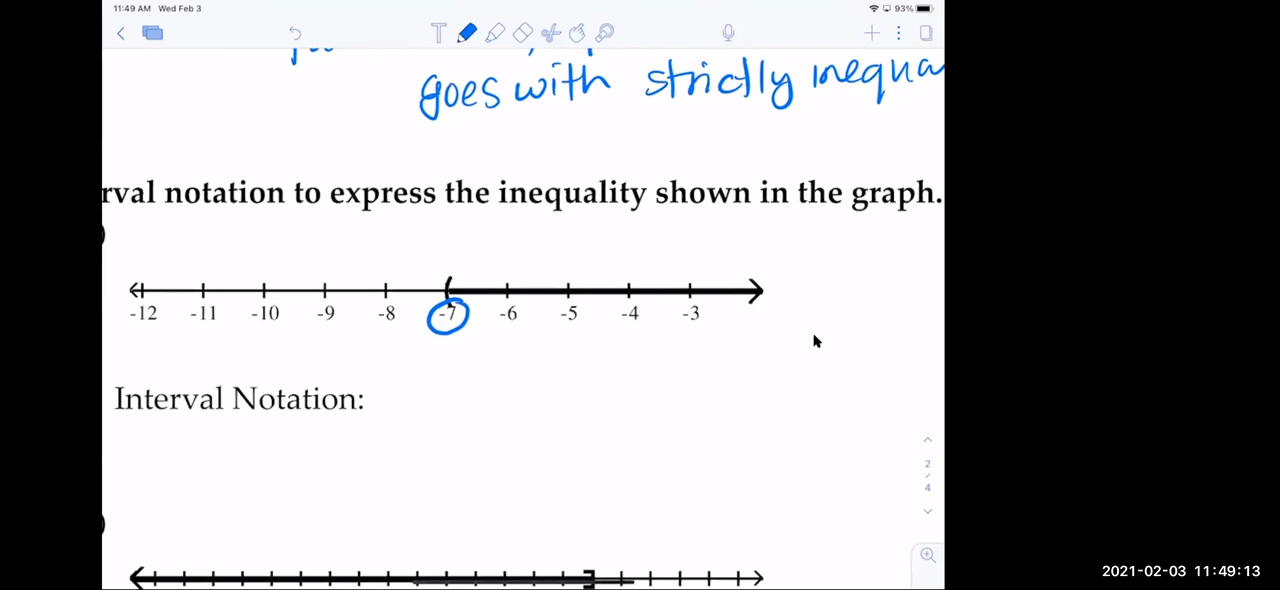 11:49 AM Wed Feb 3
93%
goes with strictly inequa
rval notation to express the inequality shown in the graph.
-12 -11 -10 -9 -8 -7 -6 -5 -4 -3
Interval Notation:
2
/
4
2021-02-03 11:49:13